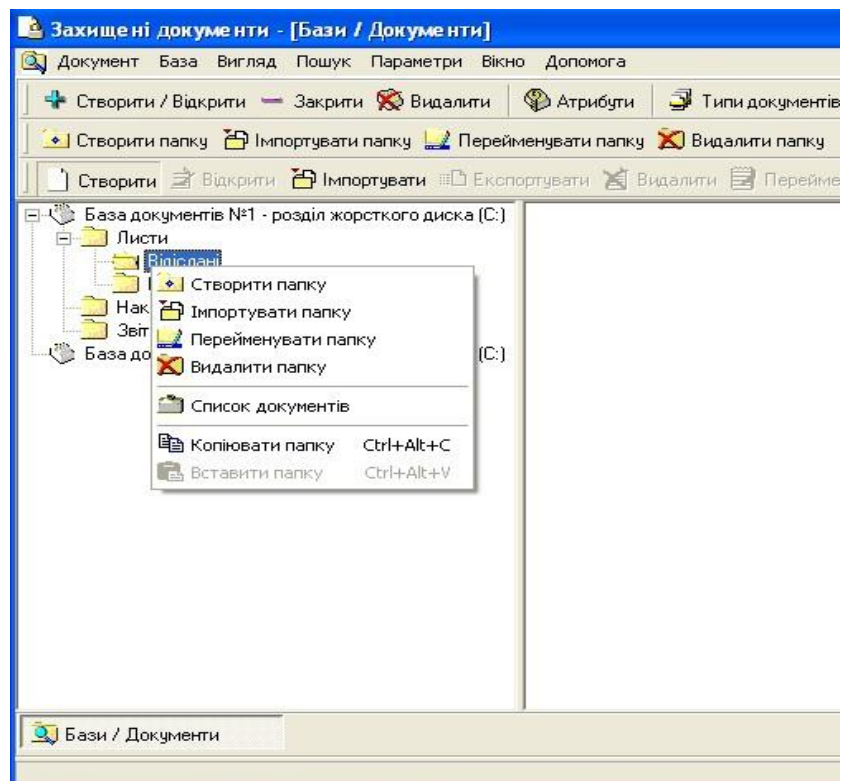 Захищені документи - [Бази / Документи]
Документ База Вигляд Пошук Параметри Вікно Допомога
Створити / Відкрити Закрити Видалити Атрибути Типи документів
Створити папку Імпортувати папку Перейменувати папку Видалити папку
Створити Відкрити Імпортувати Експортувати Видалити Перейме
База документів №1 - розділ жорсткого диска (C:)
Листи
Відіслані
Створити папку
Нак Імпортувати папку
Звіт Перейменувати папку
База до (C:)
Видалити папку
Список документів
Копіювати папку Ctrl+Alt+C
Вставити папку Ctrl+Alt+V
Бази / Документи